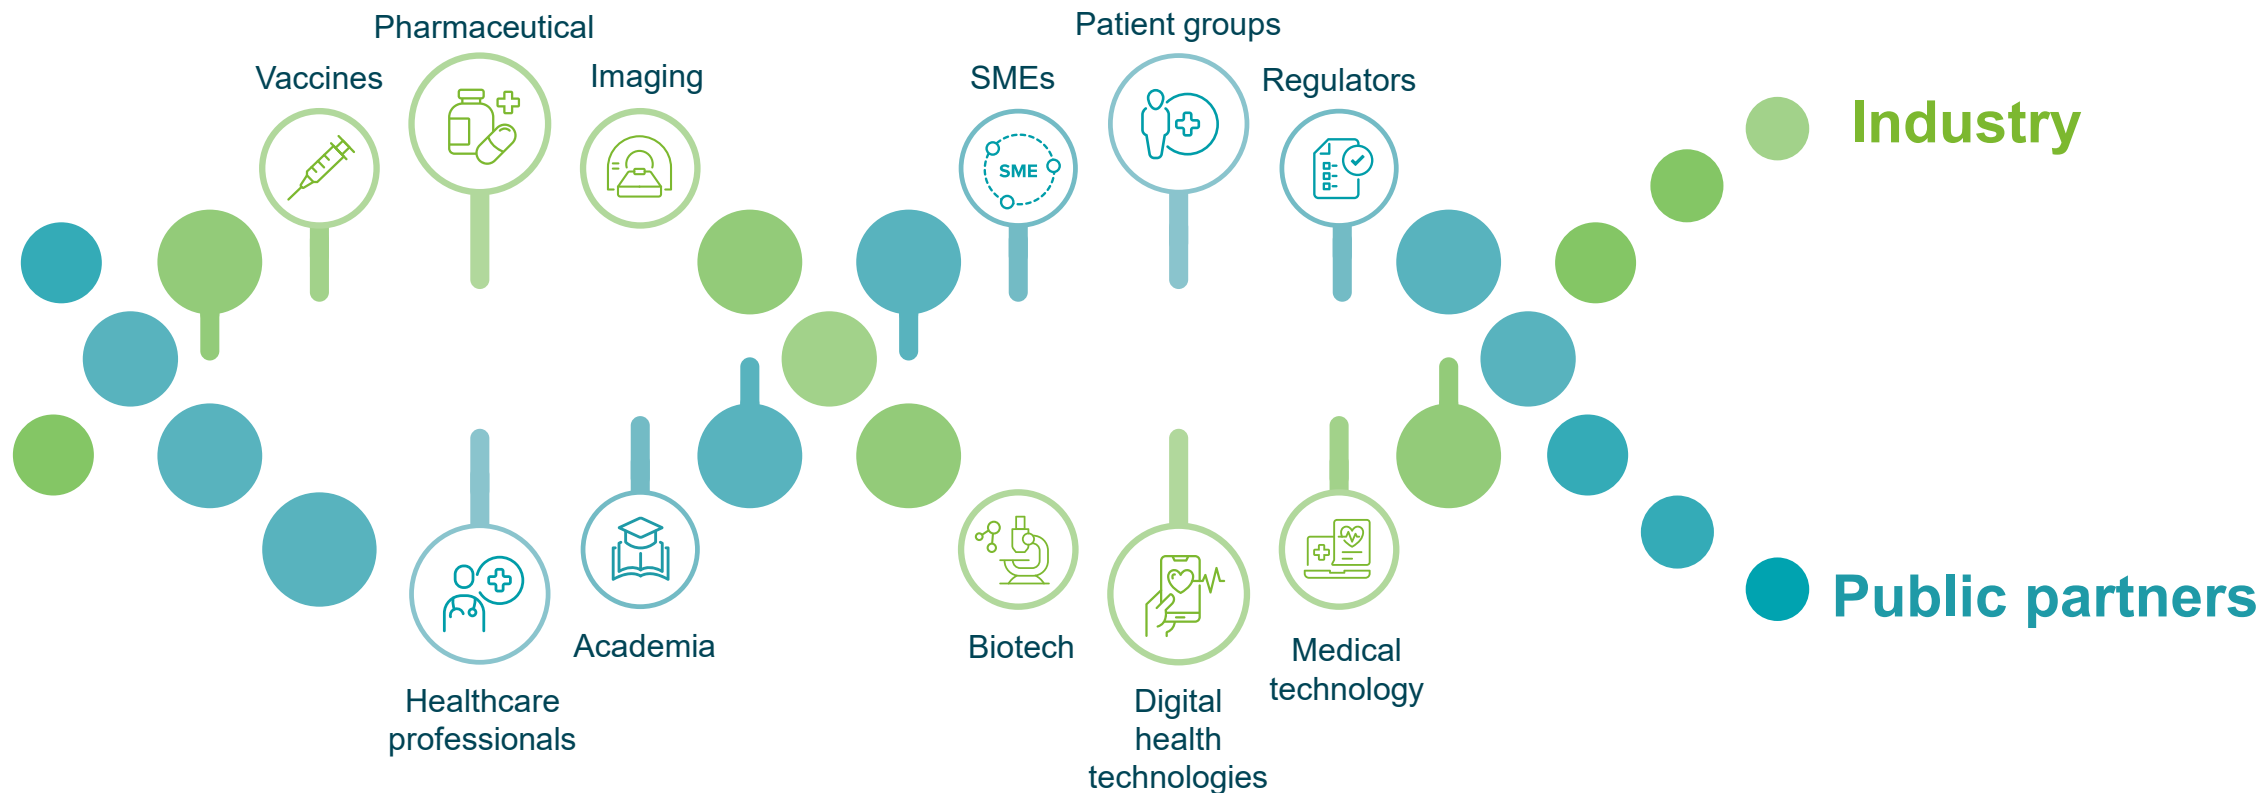 Pharmaceutical
Vaccines
Imaging
Patient groups
SMEs
Regulators
SME
Industry
Academia
Healthcare
professionals
Biotech
Digital
health
technologies
Medical
technology
Public partners